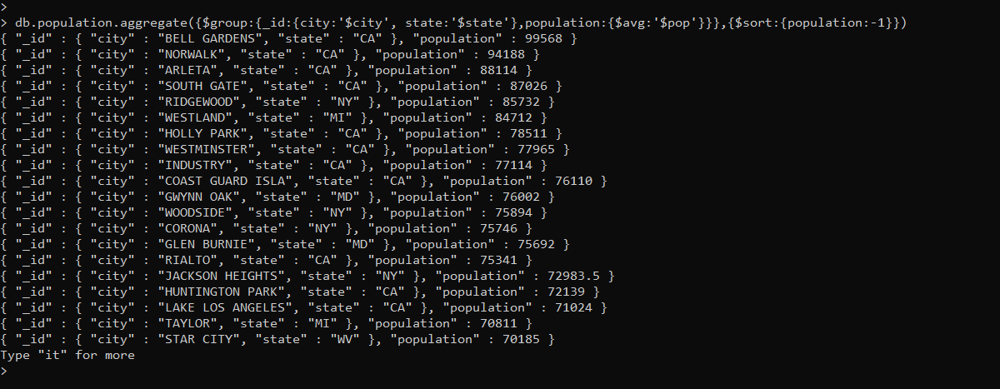 >
> db.population.aggregate({$group:{_id:{city:'$city', state:'$state'},population:{$avg:'$pop'}}},{$sort:{population:-1}})
{ "_id" : { "city" : "BELL GARDENS", "state" : "CA" }, "population" : 99568 }
{ "_id" : { "city" : "NORWALK", "state" : "CA" }, "population" : 94188 }
{ "_id" : { "city" : "ARLETA", "state" : "CA" }, "population" : 88114 }
{ "_id" : { "city" : "SOUTH GATE", "state" : "CA" }, "population" : 87026 }
{ "_id" : { "city" : "RIDGEWOOD", "state" : "NY" }, "population" : 85732 }
{ "_id" : { "city" : "WESTLAND", "state" : "MI" }, "population" : 84712 }
{ "_id" : { "city" : "HOLLY PARK", "state" : "CA" }, "population" : 78511 }
{ "_id" : { "city" : "WESTMINSTER", "state" : "CA" }, "population" : 77965 }
{ "_id" : { "city" : "INDUSTRY", "state" : "CA" }, "population" : 77114 }
{ "_id" : { "city" : "COAST GUARD ISLA", "state" : "CA" }, "population" : 76110 }
{ "_id" : { "city" : "GWYNN OAK", "state" : "MD" }, "population" : 76002 }
{ "_id" : { "city" : "WOODSIDE", "state" : "NY" }, "population" : 75894 }
{ "_id" : { "city" : "CORONA", "state" : "NY" }, "population" : 75746 }
{ "_id" : { "city" : "GLEN BURNIE", "state" : "MD" }, "population" : 75692 }
{ "_id" : { "city" : "RIALTO", "state" : "CA" }, "population" : 75341 }
{ "_id" : { "city" : "JACKSON HEIGHTS", "state" : "NY" }, "population" : 72983.5 }
{ "_id" : { "city" : "HUNTINGTON PARK", "state" : "CA" }, "population" : 72139 }
{ "_id" : { "city" : "LAKE LOS ANGELES", "state" : "CA" }, "population" : 71024 }
{ "_id" : { "city" : "TAYLOR", "state" : "MI" }, "population" : 70811 }
{ "_id" : { "city" : "STAR CITY", "state" : "WV" }, "population" : 70185 }
Type "it" for more
>